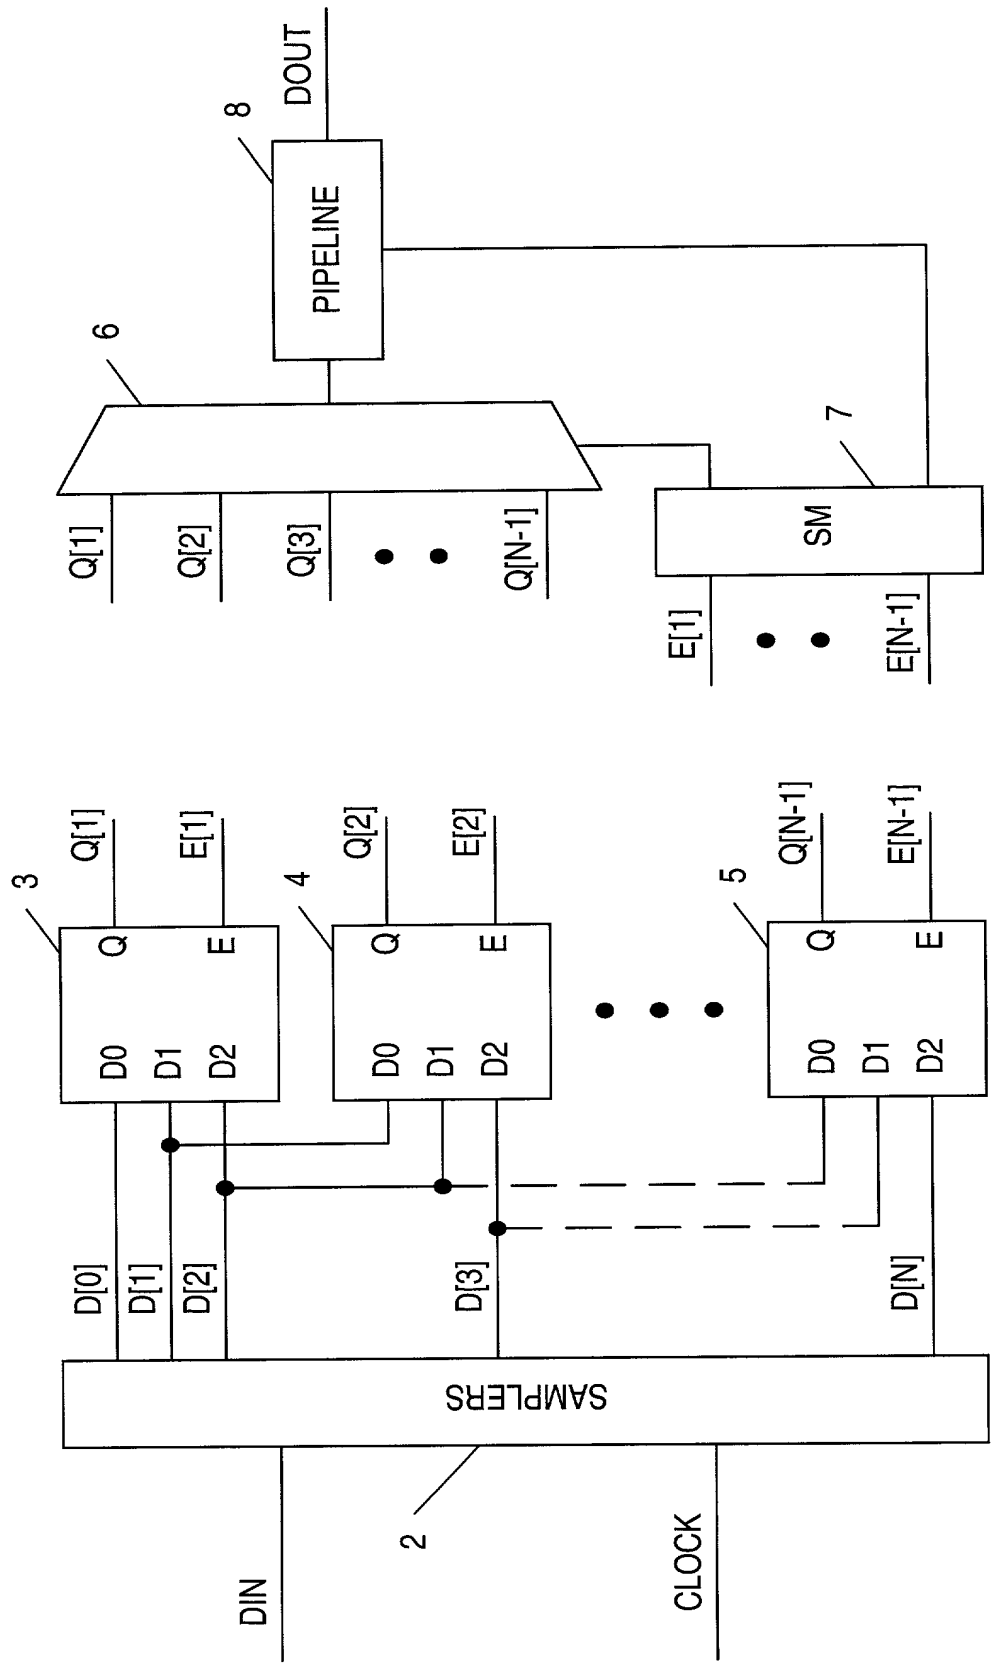 DIN
CLOCK
2
SAMPLERS
D[0]
D[1]
D[2]
D[3]
D[N]
3
D0
D1
D2
Q
E
Q[1]
E[1]
4
D0
D1
D2
Q
E
Q[2]
E[2]
5
D0
D1
D2
Q
E
Q[N-1]
E[N-1]
Q[1]
Q[2]
Q[3]
Q[N-1]
6
E[1]
E[N-1]
SM
7
PIPELINE
8
DOUT